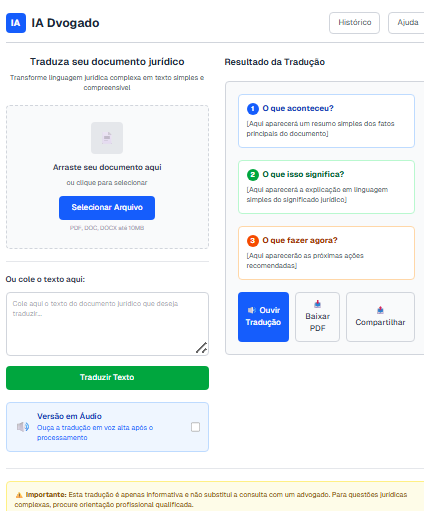 IA IA Dvogado Histórico Ajuda
Traduza seu documento jurídico
Transforme linguagem jurídica complexa em texto simples e
compreensível
Arraste seu documento aqui
ou clique para selecionar
Selecionar Arquivo
PDF, DOC, DOCX até 10MB
Ou cole o texto aqui:
Cole aqui o texto do documento jurídico que deseja
traduzir...
Traduzir Texto
Versão em Áudio
Ouça a tradução em voz alta após o
processamento
Resultado da Tradução
1 O que aconteceu?
[Aqui aparecerá um resumo simples dos fatos
principais do documento]
2 O que isso significa?
[Aqui aparecerá a explicação em linguagem
simples do significado jurídico]
3 O que fazer agora?
[Aqui aparecerão as próximas ações
recomendadas]
Ouvir
Tradução
Baixar
PDF
Compartilhar
Importante: Esta tradução é apenas informativa e não substitui a consulta com um advogado. Para questões jurídicas
complexas, procure orientação profissional qualificada.